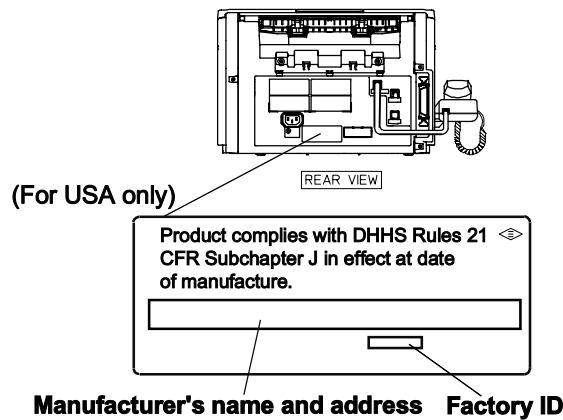 REAR VIEW
(For USA only)
Product complies with DHHS Rules 21
CFR Subchapter J in effect at date
of manufacture.
Manufacturer's name and address Factory ID